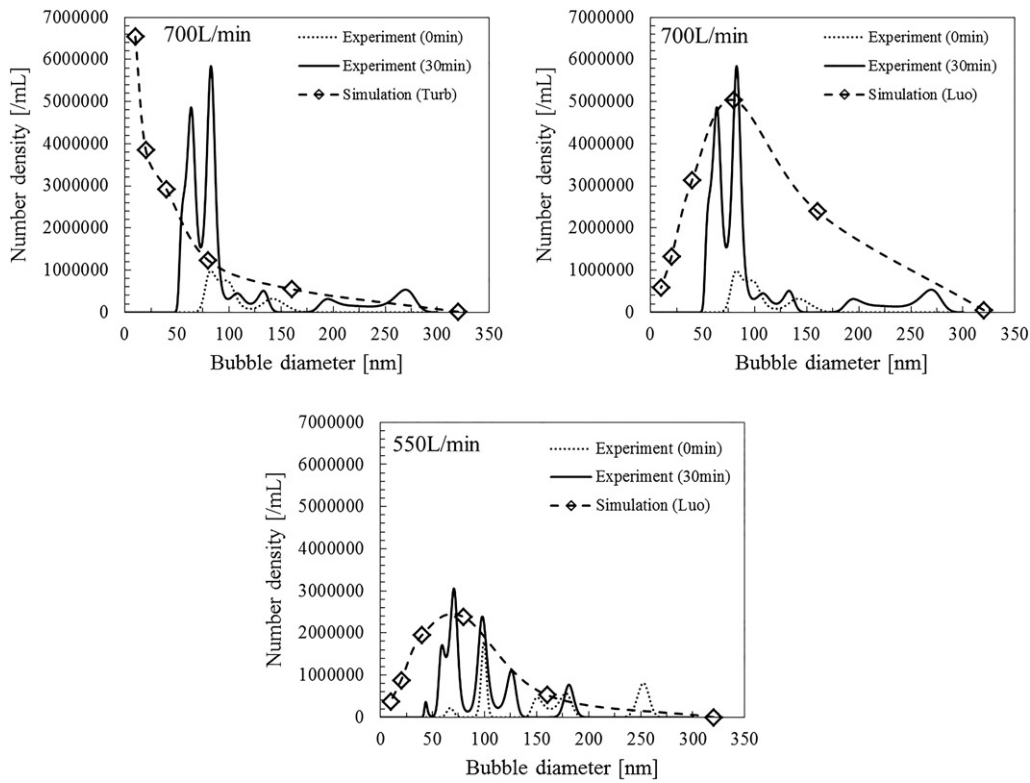 700L/min
Experiment (0min)
Experiment (30min)
Simulation (Turb)
Number density [/mL]
7000000
6000000
5000000
4000000
3000000
2000000
1000000
0
0 50 100 150 200 250 300 350
Bubble diameter [nm]
700L/min
Experiment (0min)
Experiment (30min)
Simulation (Luo)
Number density [/mL]
7000000
6000000
5000000
4000000
3000000
2000000
1000000
0
0 50 100 150 200 250 300 350
Bubble diameter [nm]
550L/min
Experiment (0min)
Experiment (30min)
Simulation (Luo)
Number density [/mL]
7000000
6000000
5000000
4000000
3000000
2000000
1000000
0
0 50 100 150 200 250 300 350
Bubble diameter [nm]